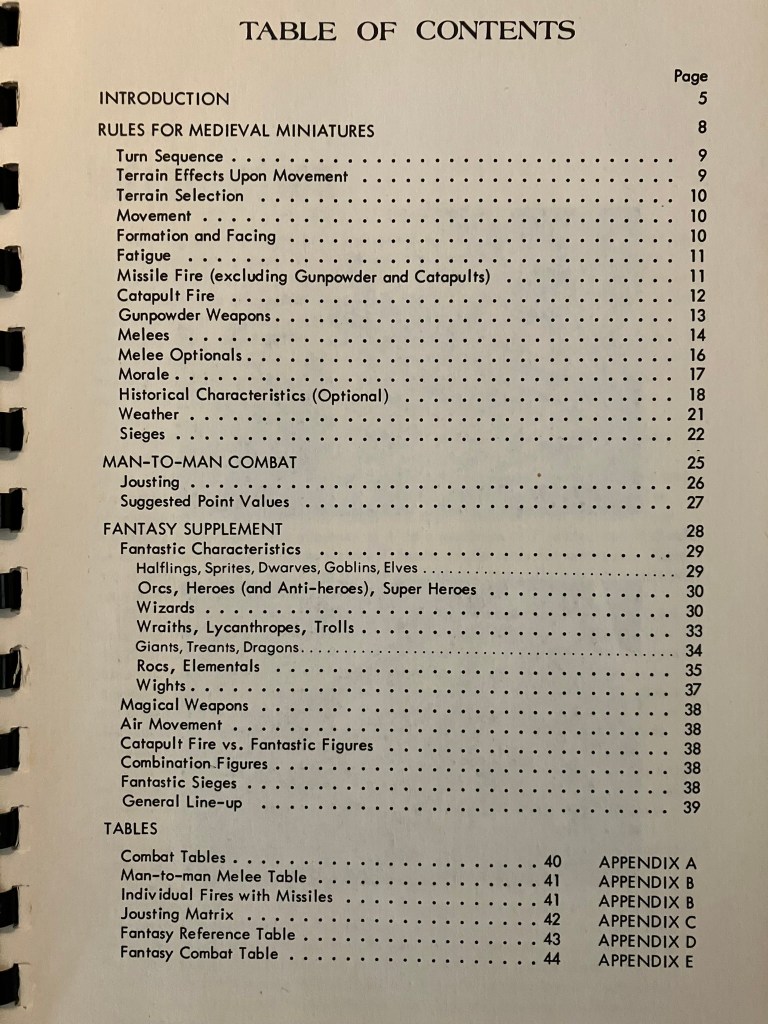 TABLE OF CONTENTS
Page
INTRODUCTION 5
RULES FOR MEDIEVAL MINIATURES 8
Turn Sequence . . . . . . . . . . . . . . . . . . . . 9
Terrain Effects Upon Movement . . . . . . . . . . . . . . . . . . . . 9
Terrain Selection . . . . . . . . . . . . . . . . . . . . 10
Movement . . . . . . . . . . . . . . . . . . . . 10
Formation and Facing . . . . . . . . . . . . . . . . . . . . 10
Fatigue . . . . . . . . . . . . . . . . . . . . 11
Missile Fire (excluding Gunpowder and Catapults) . . . . . . . . . . . . 11
Catapult Fire . . . . . . . . . . . . . . . . . . . . 12
Gunpowder Weapons . . . . . . . . . . . . . . . . . . . . 13
Melees . . . . . . . . . . . . . . . . . . . . 14
Melee Optionals . . . . . . . . . . . . . . . . . . . . 16
Morale . . . . . . . . . . . . . . . . . . . . 17
Historical Characteristics (Optional) . . . . . . . . . . . . . . . . . . . 18
Weather . . . . . . . . . . . . . . . . . . . . 21
Sieges . . . . . . . . . . . . . . . . . . . . 22
MAN-TO-MAN COMBAT 25
Jousting . . . . . . . . . . . . . . . . . . . . 26
Suggested Point Values . . . . . . . . . . . . . . . . . . . . 27
FANTASY SUPPLEMENT 28
Fantastic Characteristics . . . . . . . . . . . . . . . . . . . . 29
Halflings, Sprites, Dwarves, Goblins, Elves . . . . . . . . . . . . . . . . . . . . 29
Orcs, Heroes (and Anti-heroes), Super Heroes . . . . . . . . . . . . . 30
Wizards . . . . . . . . . . . . . . . . . . . . 30
Wraiths, Lycanthropes, Trolls . . . . . . . . . . . . . . . . . . . . 33
Giants, Treants, Dragons . . . . . . . . . . . . . . . . . . . . 34
Rocs, Elementals . . . . . . . . . . . . . . . . . . . . 35
Wights . . . . . . . . . . . . . . . . . . . . 37
Magical Weapons . . . . . . . . . . . . . . . . . . . . 38
Air Movement . . . . . . . . . . . . . . . . . . . . 38
Catapult Fire vs. Fantastic Figures . . . . . . . . . . . . . . . . . . . . 38
Combination Figures . . . . . . . . . . . . . . . . . . . . 38
Fantastic Sieges . . . . . . . . . . . . . . . . . . . . 38
General Line-up . . . . . . . . . . . . . . . . . . . . 39
TABLES
Combat Tables . . . . . . . . . . . . . . . . . . . . 40 APPENDIX A
Man-to-man Melee Table . . . . . . . . . . . . . . . . 41 APPENDIX B
Individual Fires with Missiles . . . . . . . . . . . . . . 41 APPENDIX B
Jousting Matrix . . . . . . . . . . . . . . . . . . . . 42 APPENDIX C
Fantasy Reference Table . . . . . . . . . . . . . . . . 43 APPENDIX D
Fantasy Combat Table . . . . . . . . . . . . . . . . . . 44 APPENDIX E